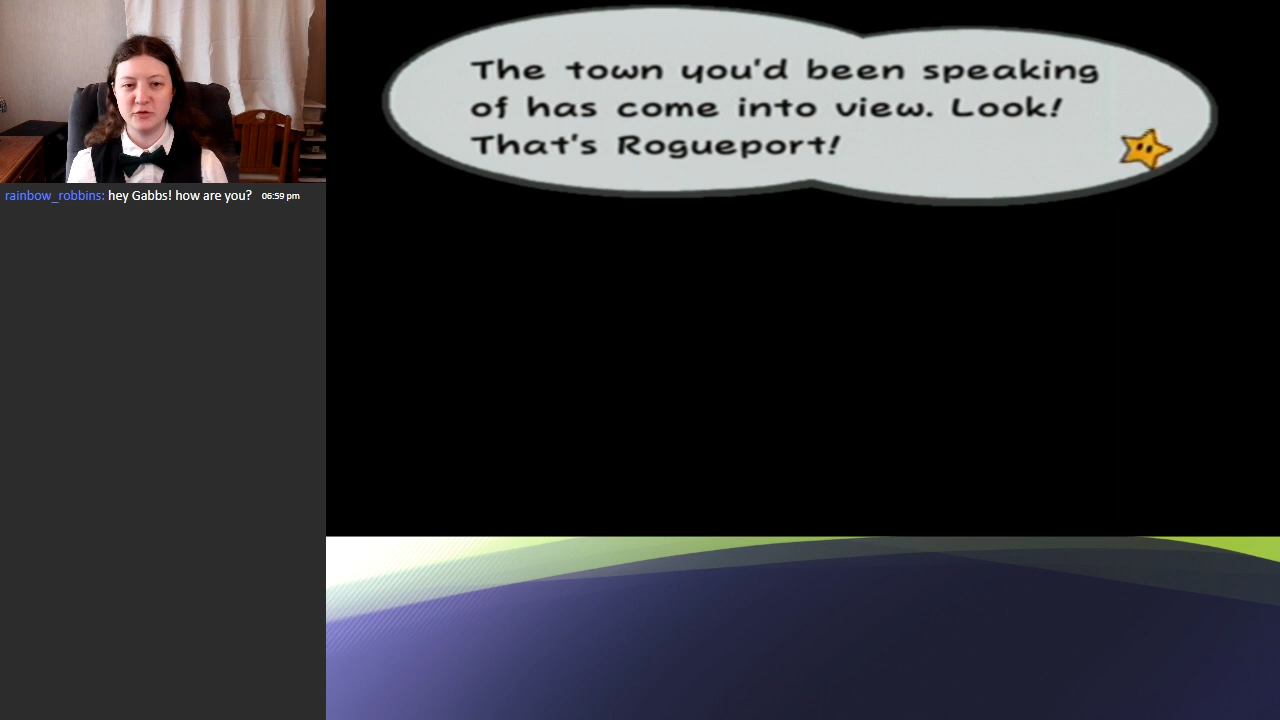 The town you'd been speaking
of has come into view. Look!
That's Rogueport!
rainbow_robbins: hey Gabbs! how are you? 06:59 pm